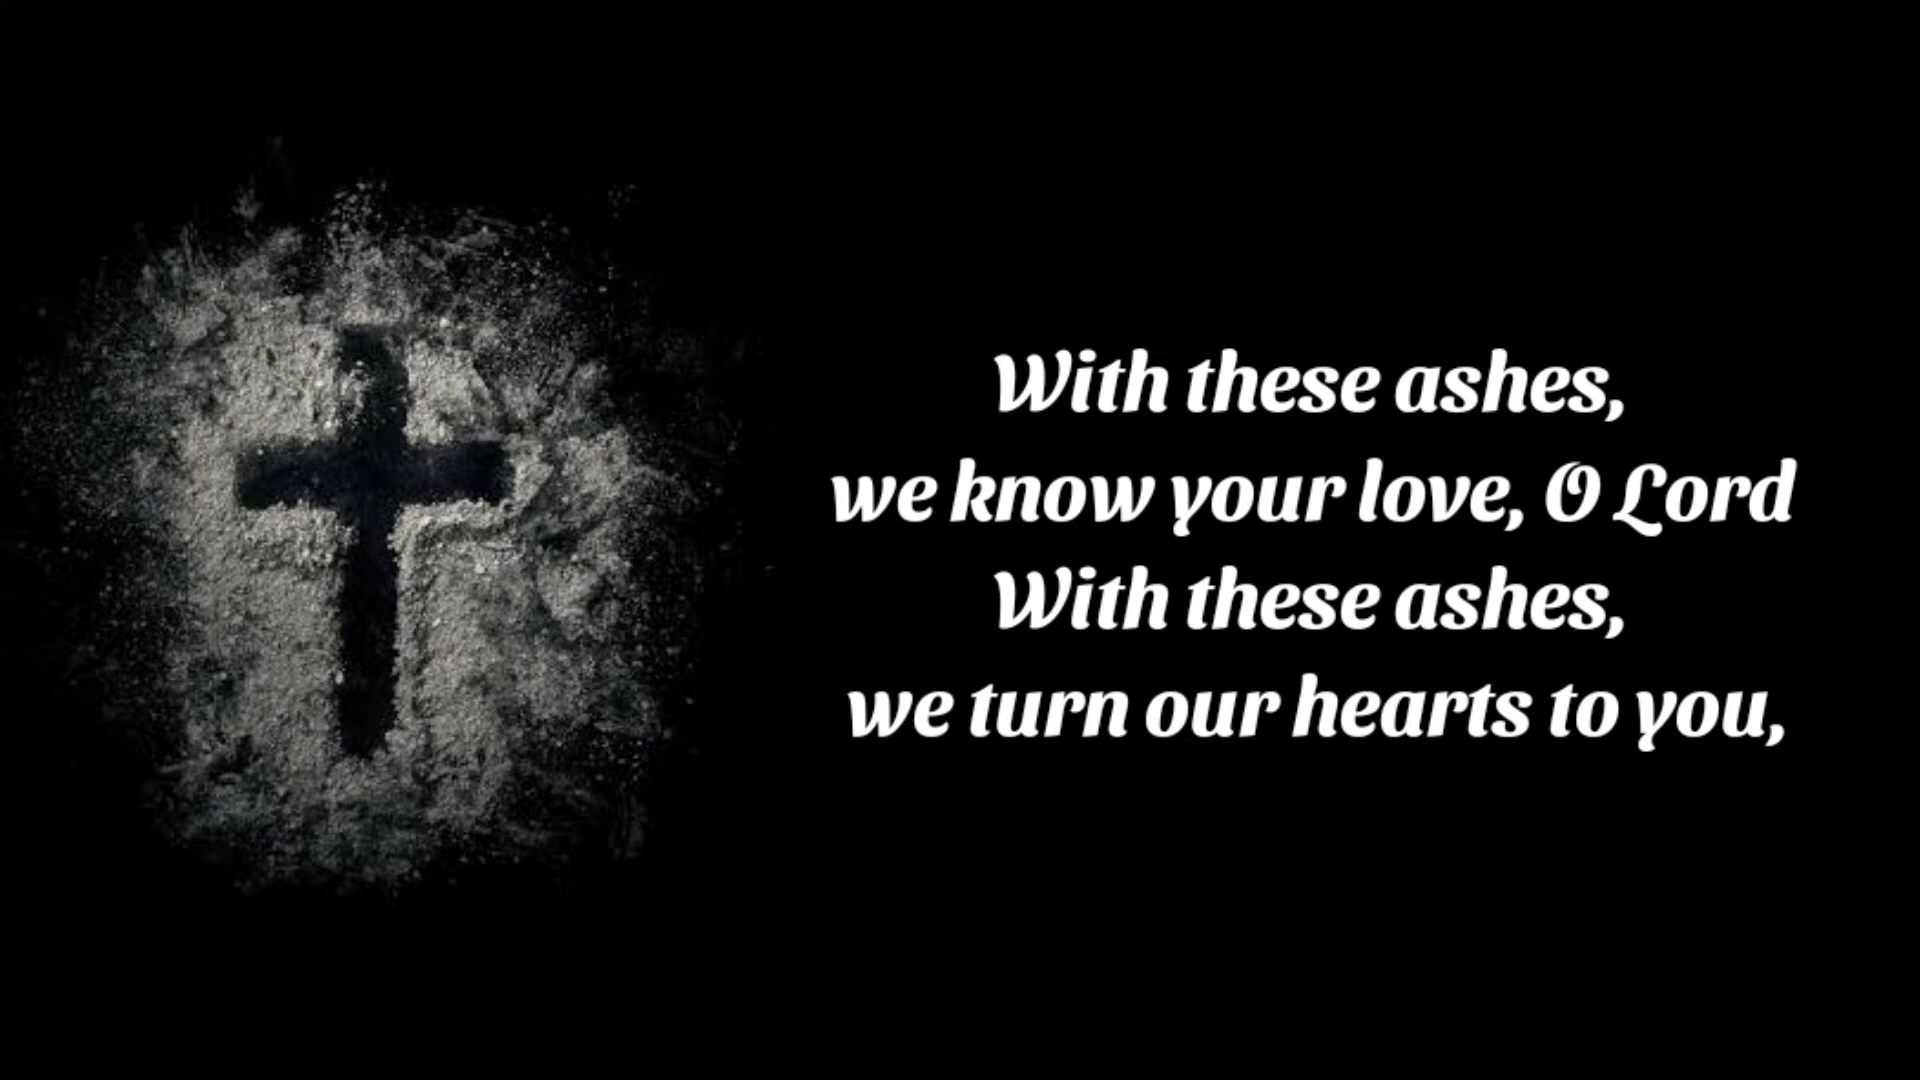 With these ashes,
we know your love, O Lord
With these ashes,
we turn our hearts to you,